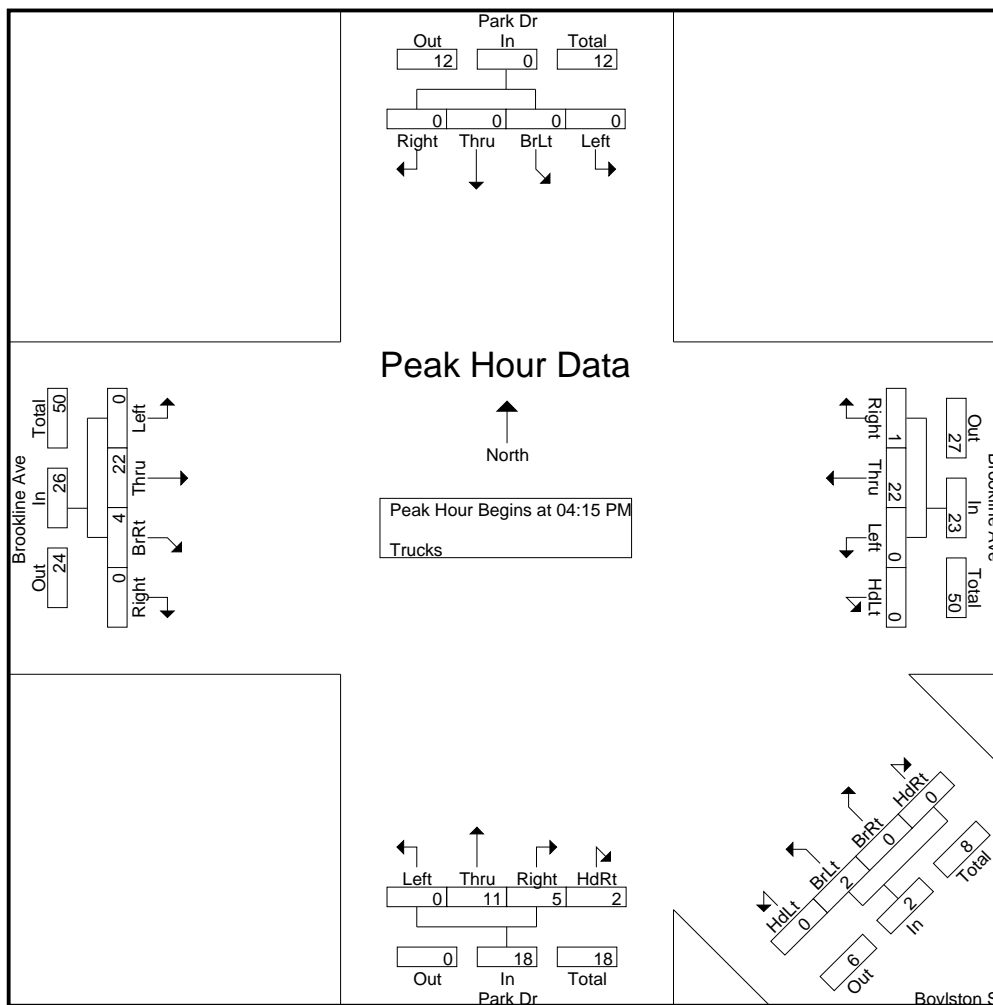 Park Dr
Out In Total
12 0 12
0 0 0 0
Right Thru BrLt Left
Peak Hour Data
North
Peak Hour Begins at 04:15 PM
Trucks
Brookline Ave
Total In Out
50 26 24
0 22 4 0
Left Thru BrRt Right
Right Thru Left HdLt
1 22 0 0
Out In Total
27 23 50
Brookline Ave
Left Thru Right HdRt
0 11 5 2
0 18 18
Out In Total
Park Dr
HdLt BrLt BrRt HdRt
0 2 0 0
6 2 8
Out In Total
Boylston S